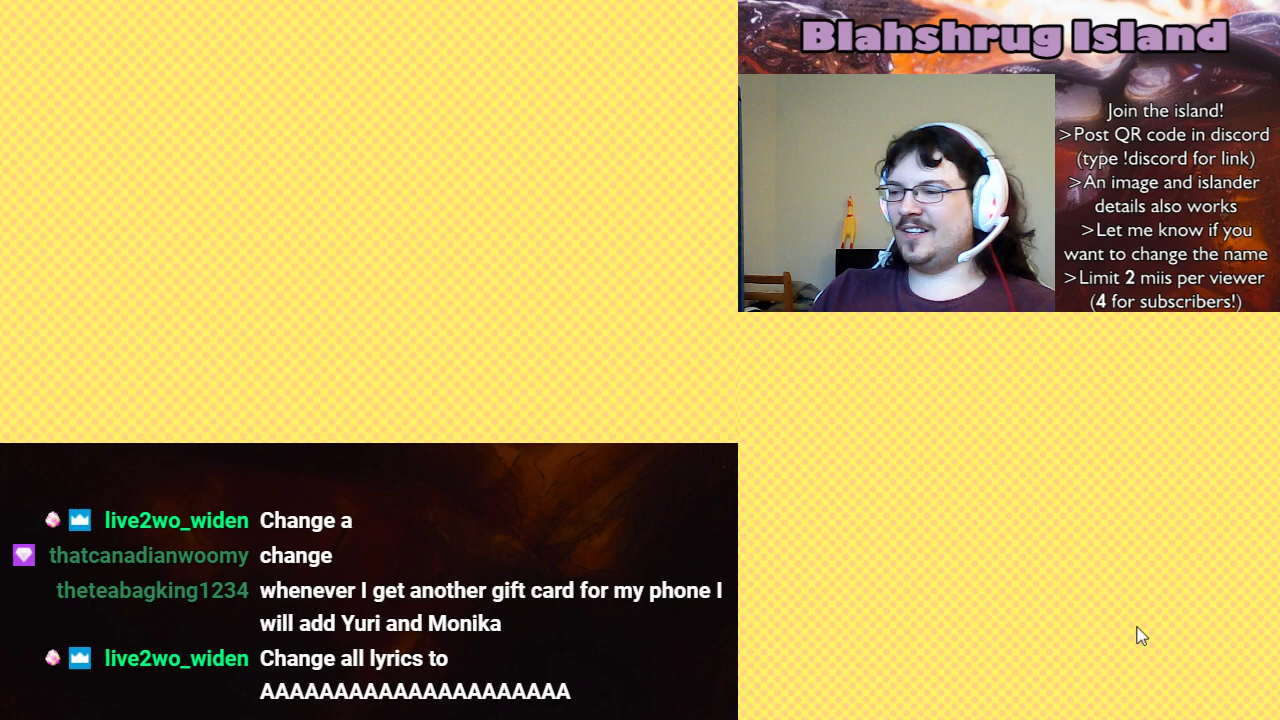 Blahshrug Island
Join the island!
>Post QR code in discord
(type !discord for link)
>An image and islander
details also works
>Let me know if you
want to change the name
>Limit 2 miis per viewer
(4 for subscribers!)
live2wo_widen Change a
thatcanadianwoomy change
theteabagking1234 whenever I get another gift card for my phone I
will add Yuri and Monika
live2wo_widen Change all lyrics to
AAAAAAAAAAAAAAAAAAAAA